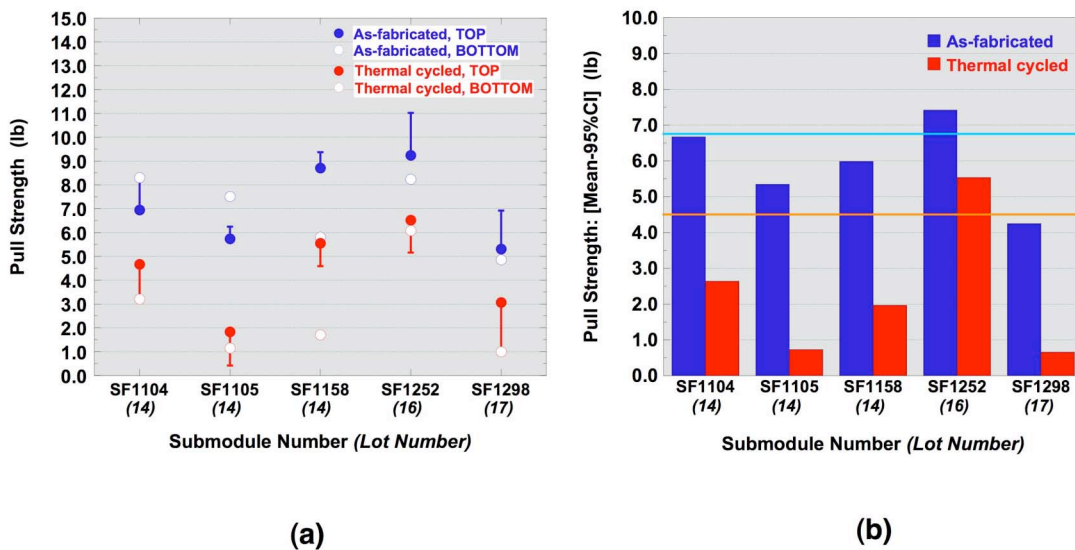 15.0
14.0
13.0
12.0
11.0
10.0
9.0
8.0
7.0
6.0
5.0
4.0
3.0
2.0
1.0
0.0
Pull Strength (lb)
As-fabricated, TOP
As-fabricated, BOTTOM
Thermal cycled, TOP
Thermal cycled, BOTTOM
SF1104 SF1105 SF1158 SF1252 SF1298
(14) (14) (14) (16) (17)
Submodule Number (Lot Number)
(a)
10.0
9.0
8.0
7.0
6.0
5.0
4.0
3.0
2.0
1.0
0.0
Pull Strength: [Mean-95%CI] (lb)
As-fabricated
Thermal cycled
SF1104 SF1105 SF1158 SF1252 SF1298
(14) (14) (14) (16) (17)
Submodule Number (Lot Number)
(b)